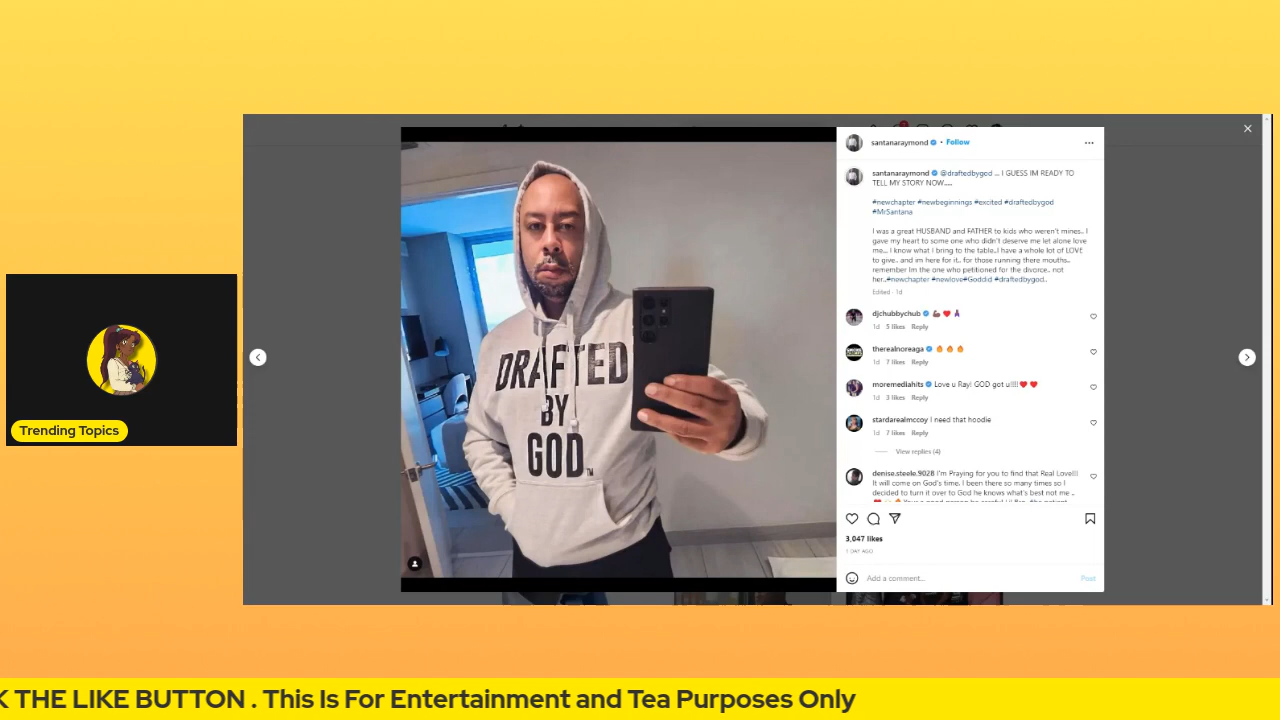 santanaraymond • Follow
santanaraymond @draftedbygod ... I GUESS IM READY TO
TELL MY STORY NOW.....
#newchapter #newbeginnings #excited #draftedbygod
#MrSantana
I was a great HUSBAND and FATHER to kids who weren't mines.. I
gave my heart to some one who didn't deserve me let alone love
me... I know what I bring to the table..I have a whole lot of LOVE
to give.. and im here for it.. for those running there mouths..
remember Im the one who petitioned for the divorce.. not
her..#newchapter #newlove#Goddid #draftedbygod..
Edited · 1d
djchubbychub
1d 5 likes Reply
therealnoreaga
1d 7 likes Reply
moremediahits Love u Ray! GOD got u!!!!
1d 3 likes Reply
stardarealmccoy I need that hoodie
1d 7 likes Reply
View replies (4)
denise.steele.9028 I'm Praying for you to find that Real Love!!!
It will come on God's time. I been there so many times so I
decided to turn it over to God he knows what's best not me ..
3,047 likes
1 DAY AGO
Add a comment...
Post
DRAFTED
BY
GOD™
Trending Topics
K THE LIKE BUTTON . This Is For Entertainment and Tea Purposes Only